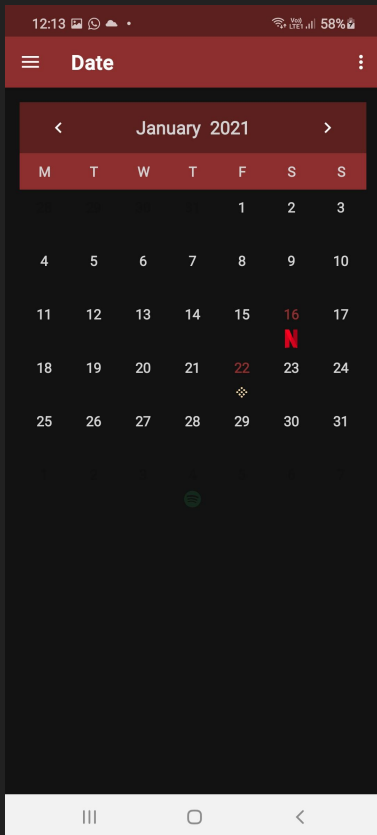 12:13 58%
Date
January 2021
M T W T F S S
1 2 3
4 5 6 7 8 9 10
11 12 13 14 15 16 17
N
18 19 20 21 22 23 24
25 26 27 28 29 30 31